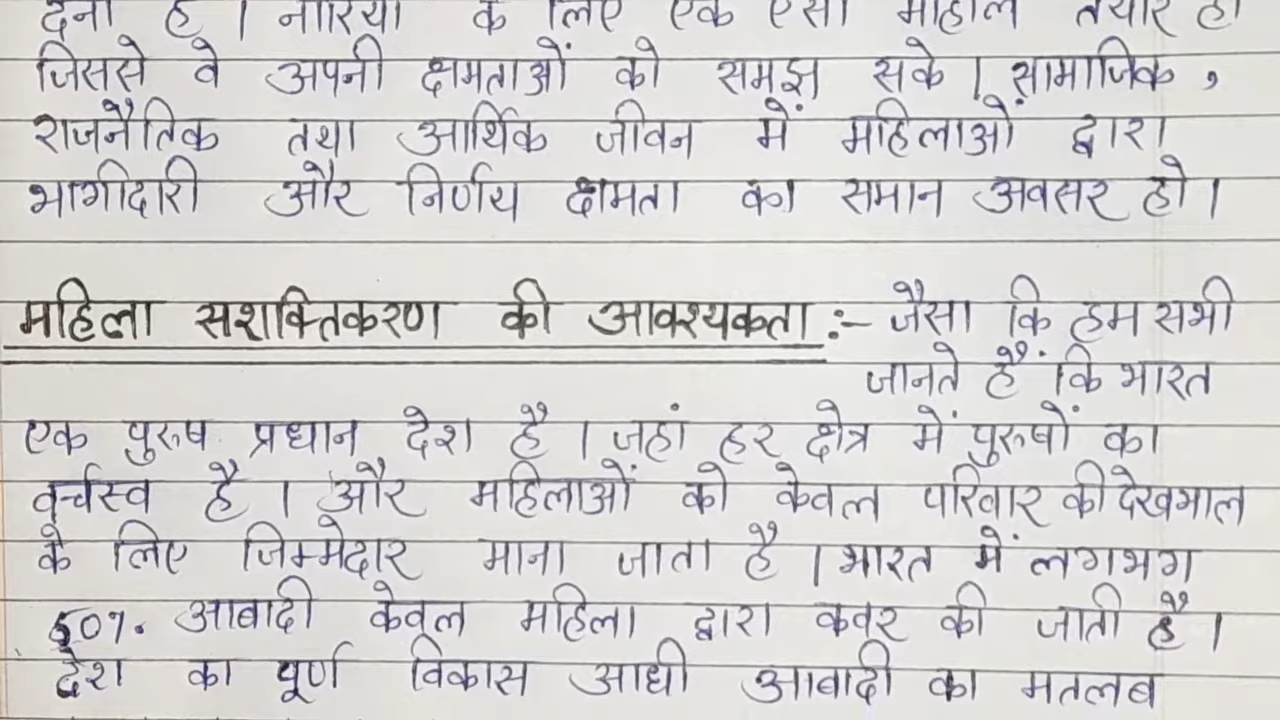 देना है । नारियों के लिए एक ऐसा माहौल तैयार हो
जिससे वे अपनी क्षमताओं को समझ सके । सामाजिक ,
राजनैतिक तथा आर्थिक जीवन में महिलाओं द्वारा
भागीदारी और निर्णय क्षमता का समान अवसर हो ।
महिला सशक्तिकरण की आवश्यकता :- जैसा कि हम सभी
जानते हैं कि भारत
एक पुरुष प्रधान देश है । जहां हर क्षेत्र में पुरुषों का
वर्चस्व है । और महिलाओं को केवल परिवार की देखभाल
के लिए जिम्मेदार माना जाता है । भारत में लगभग
50%. आबादी केवल महिला द्वारा कवर की जाती है ।
देश का पूर्ण विकास आधी आबादी का मतलब